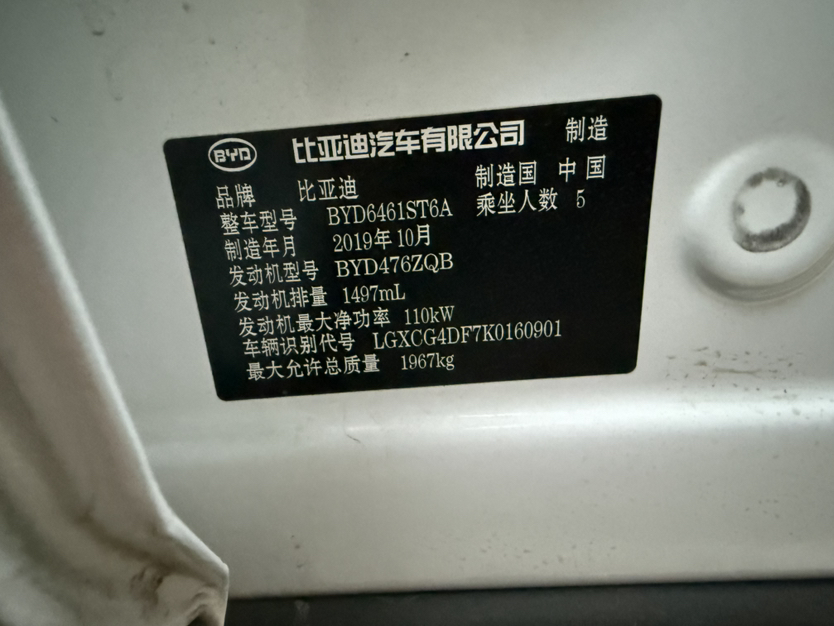 BYD 比亚迪汽车有限公司 制造
品牌 比亚迪 制造国 中国
整车型号 BYD6461ST6A 乘坐人数 5
制造年月 2019年10月
发动机型号 BYD476ZQB
发动机排量 1497mL
发动机最大净功率 110kW
车辆识别代号 LGXCG4DF7K0160901
最大允许总质量 1967kg